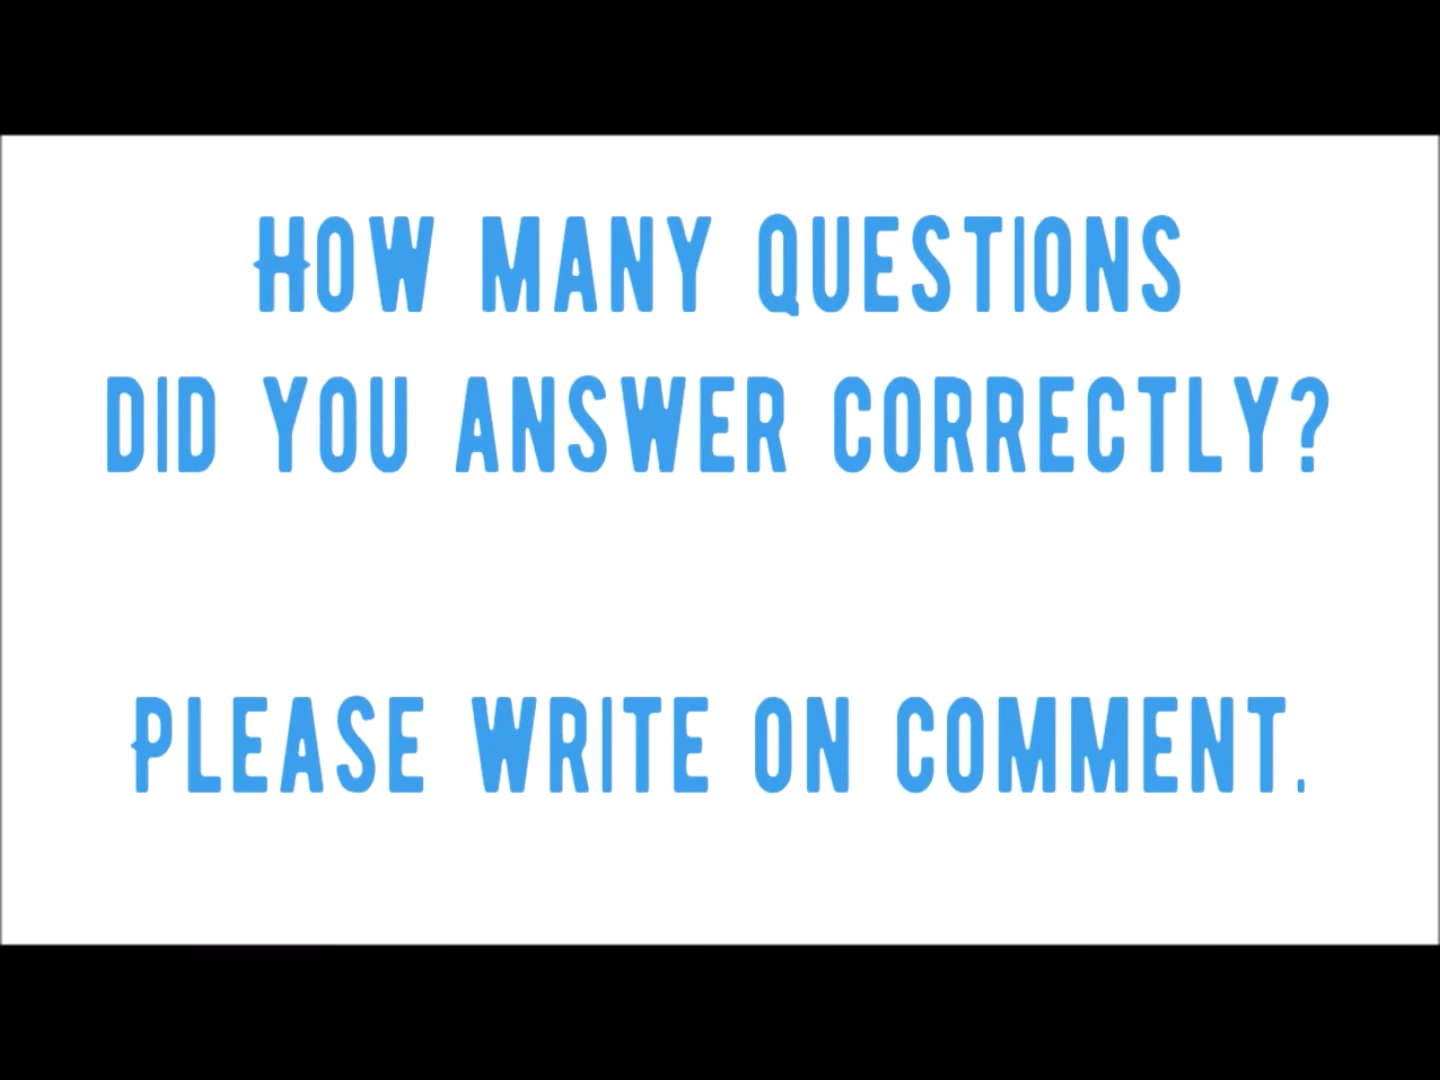 How many questions
did you answer correctly?
Please write on comment.